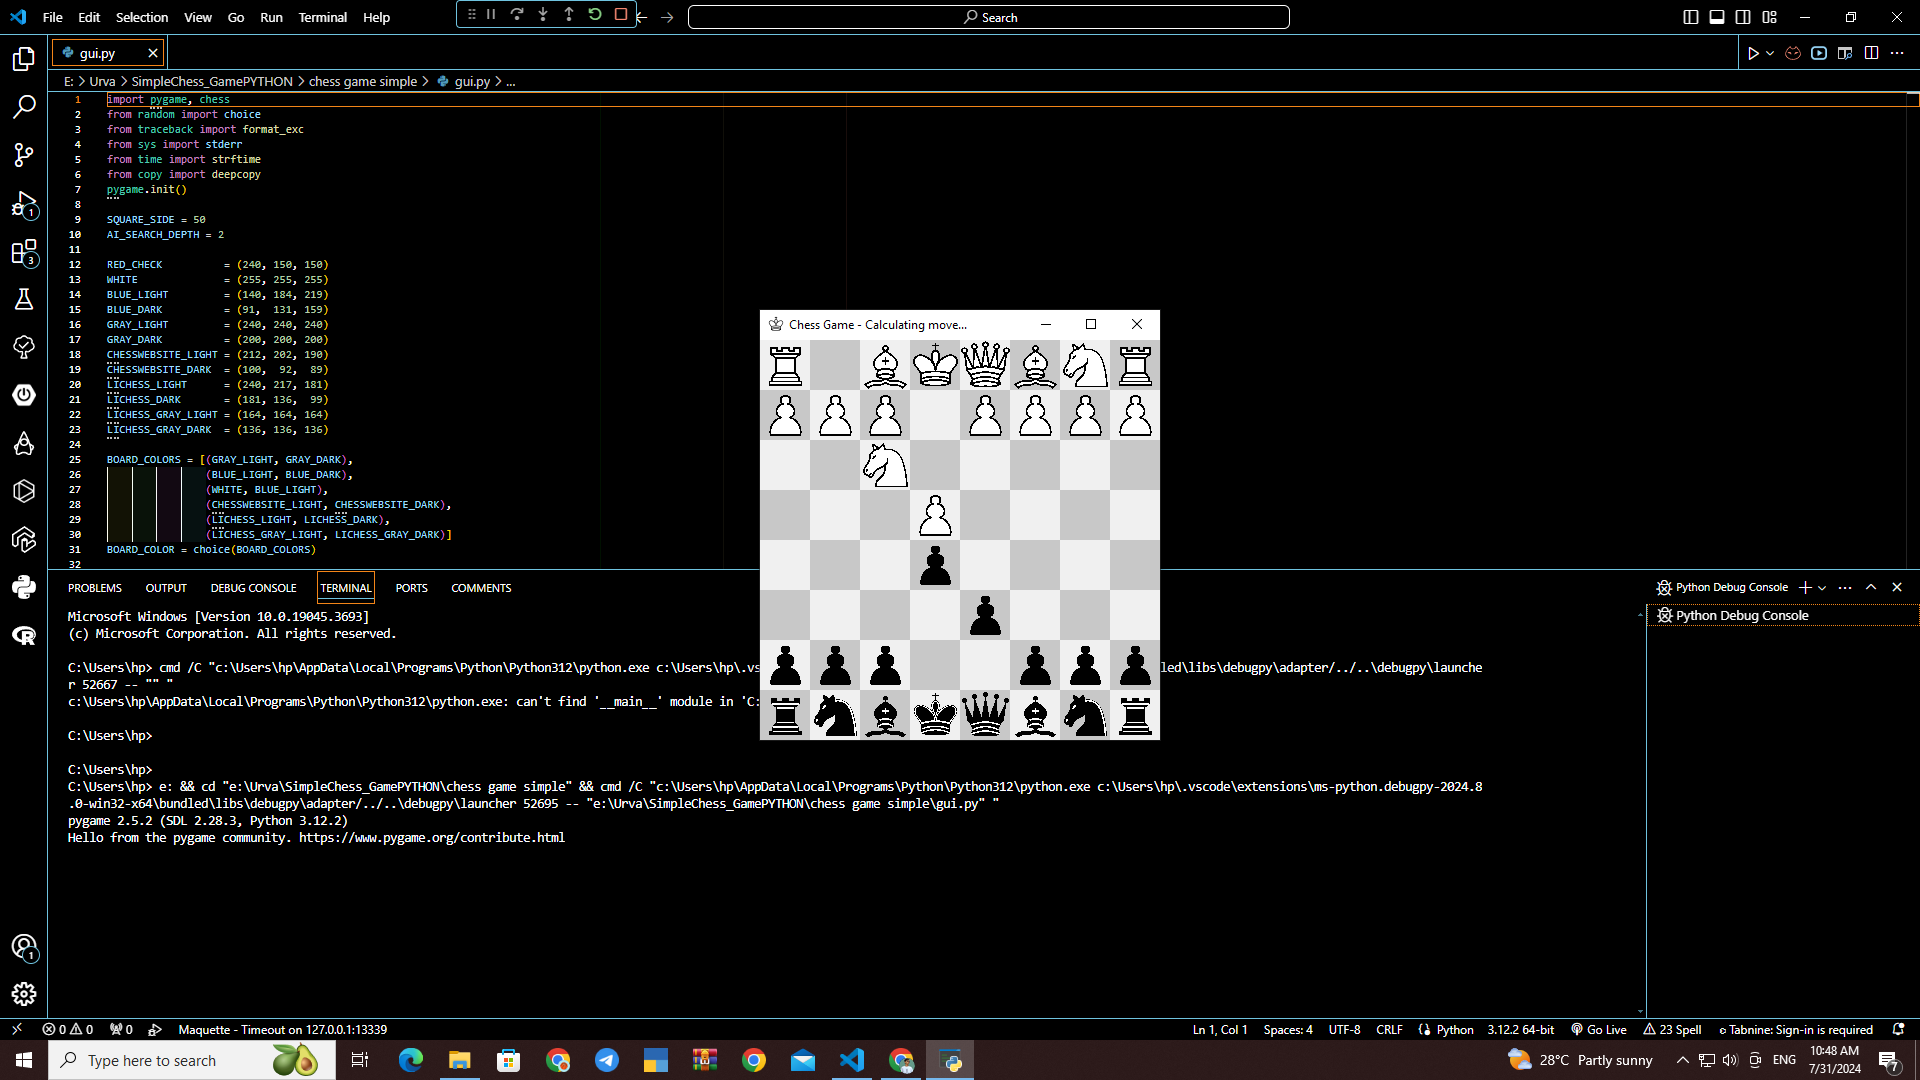 File Edit Selection View Go Run Terminal Help
Search
gui.py
E: > Urva > SimpleChess_GamePYTHON > chess game simple > gui.py > ...
1 import pygame, chess
2 from random import choice
3 from traceback import format_exc
4 from sys import stderr
5 from time import strftime
6 from copy import deepcopy
7 pygame.init()
8
9 SQUARE_SIDE = 50
10 AI_SEARCH_DEPTH = 2
11
12 RED_CHECK = (240, 150, 150)
13 WHITE = (255, 255, 255)
14 BLUE_LIGHT = (140, 184, 219)
15 BLUE_DARK = (91, 131, 159)
16 GRAY_LIGHT = (240, 240, 240)
17 GRAY_DARK = (200, 200, 200)
18 CHESSWEBSITE_LIGHT = (212, 202, 190)
19 CHESSWEBSITE_DARK = (100, 92, 89)
20 LICHESS_LIGHT = (240, 217, 181)
21 LICHESS_DARK = (181, 136, 99)
22 LICHESS_GRAY_LIGHT = (164, 164, 164)
23 LICHESS_GRAY_DARK = (136, 136, 136)
24
25 BOARD_COLORS = [(GRAY_LIGHT, GRAY_DARK),
26 (BLUE_LIGHT, BLUE_DARK),
27 (WHITE, BLUE_LIGHT),
28 (CHESSWEBSITE_LIGHT, CHESSWEBSITE_DARK),
29 (LICHESS_LIGHT, LICHESS_DARK),
30 (LICHESS_GRAY_LIGHT, LICHESS_GRAY_DARK)]
31 BOARD_COLOR = choice(BOARD_COLORS)
32
Chess Game - Calculating move...
PROBLEMS OUTPUT DEBUG CONSOLE TERMINAL PORTS COMMENTS
Python Debug Console
Python Debug Console
Microsoft Windows [Version 10.0.19045.3693]
(c) Microsoft Corporation. All rights reserved.
C:\Users\hp> cmd /C "c:\Users\hp\AppData\Local\Programs\Python\Python312\python.exe c:\Users\hp\.vs led\libs\debugpy\adapter/../..\debugpy\launche
r 52667 -- "" "
c:\Users\hp\AppData\Local\Programs\Python\Python312\python.exe: can't find '__main__' module in 'C:
C:\Users\hp>
C:\Users\hp>
C:\Users\hp> e: && cd "e:\Urva\SimpleChess_GamePYTHON\chess game simple" && cmd /C "c:\Users\hp\AppData\Local\Programs\Python\Python312\python.exe c:\Users\hp\.vscode\extensions\ms-python.debugpy-2024.8
.0-win32-x64\bundled\libs\debugpy\adapter/../..\debugpy\launcher 52695 -- "e:\Urva\SimpleChess_GamePYTHON\chess game simple\gui.py" "
pygame 2.5.2 (SDL 2.28.3, Python 3.12.2)
Hello from the pygame community. https://www.pygame.org/contribute.html
1
3
1
0 0 0 Maquette - Timeout on 127.0.0.1:13339 Ln 1, Col 1 Spaces: 4 UTF-8 CRLF Python 3.12.2 64-bit Go Live 23 Spell Tabnine: Sign-in is required
Type here to search
28°C Partly sunny ENG
10:48 AM
7/31/2024
7